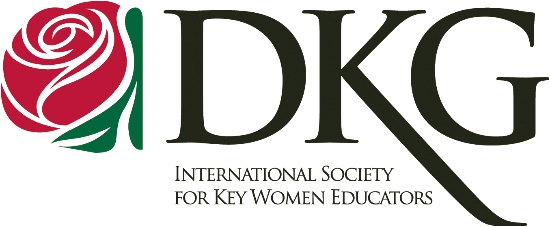 DKG
INTERNATIONAL SOCIETY
FOR KEY WOMEN EDUCATORS